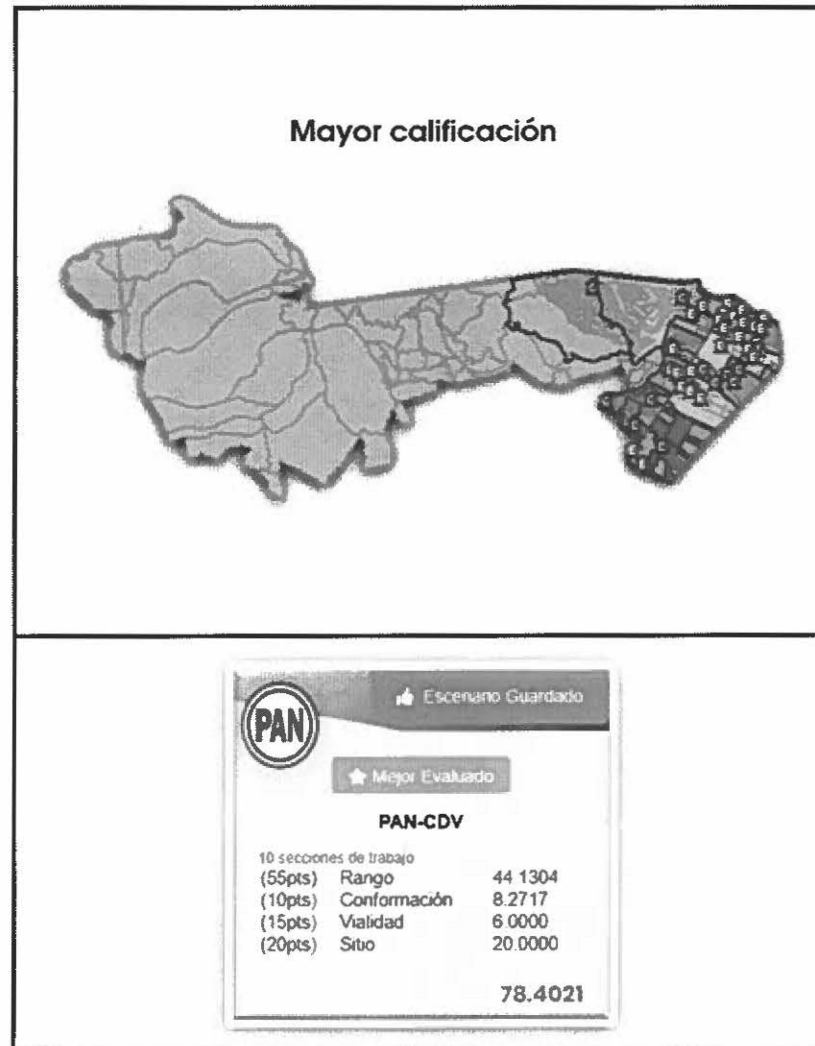 Mayor calificación
PAN
Escenario Guardado
Mejor Evaluado
PAN-CDV
10 secciones de trabajo
(55pts) Rango 44.1304
(10pts) Conformación 8.2717
(15pts) Vialidad 6.0000
(20pts) Sitio 20.0000
78.4021